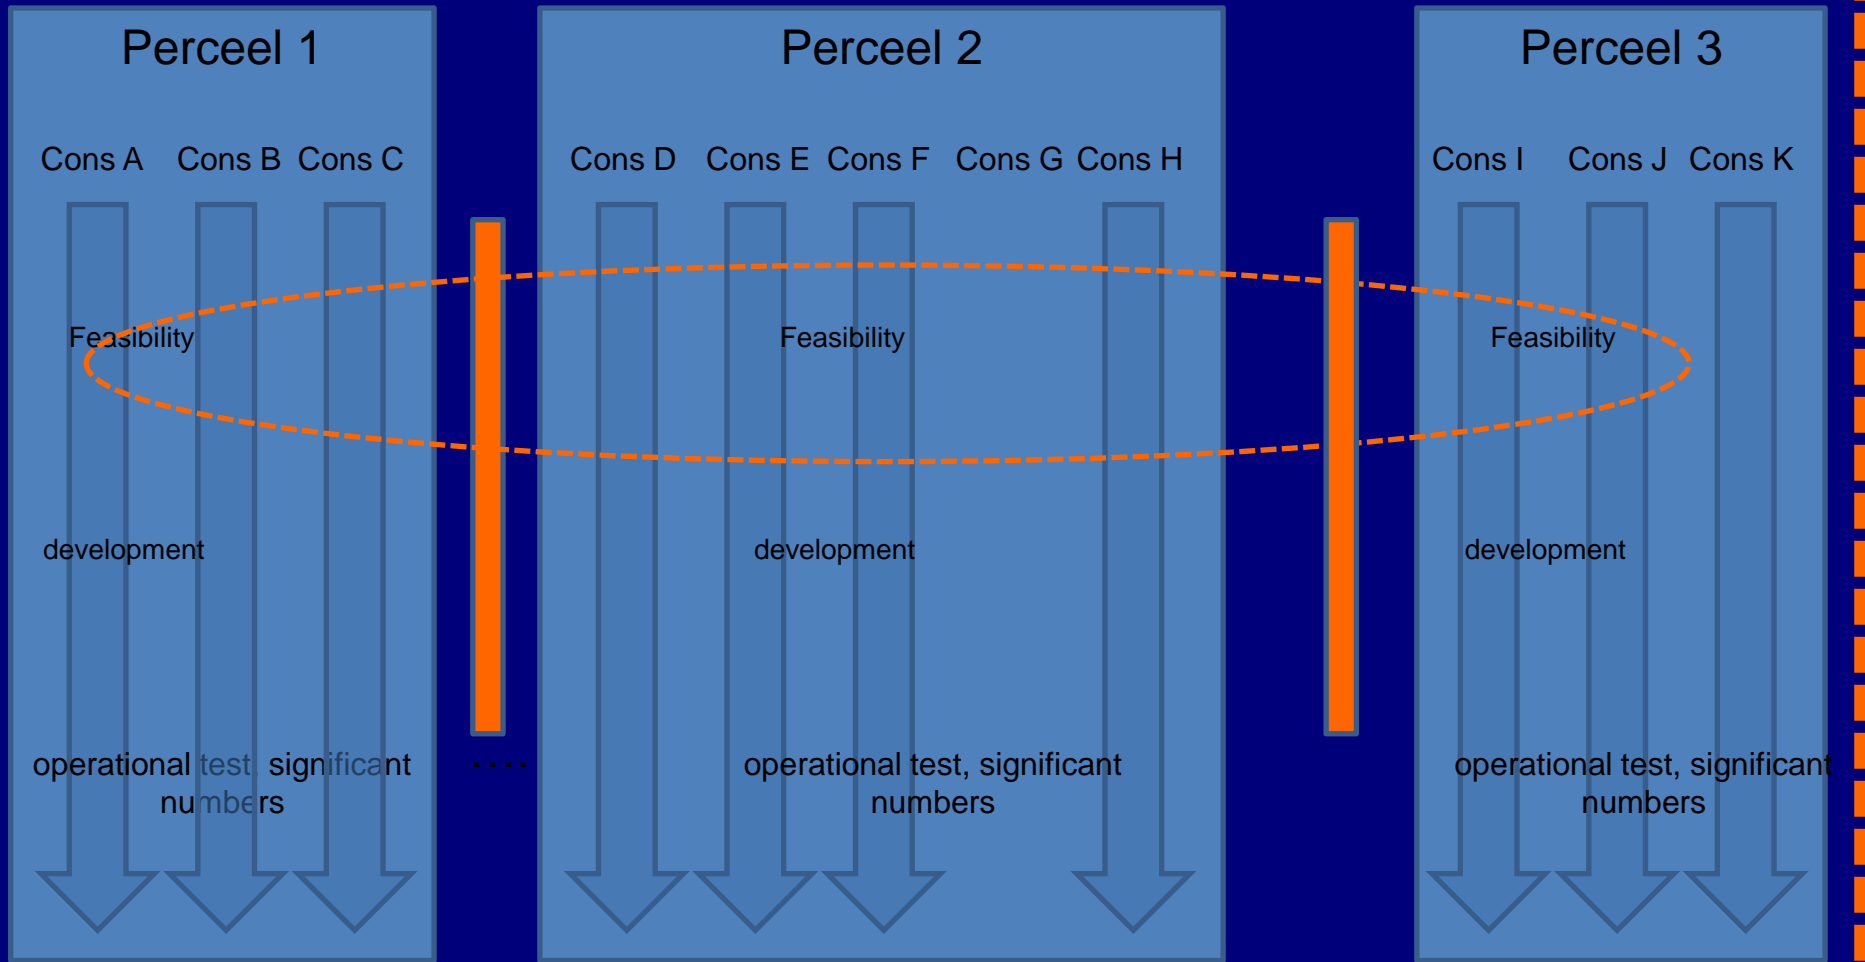 Perceel 1
Cons A Cons B Cons C
Feasibility
development
operational test, significant
numbers
....
Perceel 2
Cons D Cons E Cons F Cons G Cons H
Feasibility
development
operational test, significant
numbers
Perceel 3
Cons I Cons J Cons K
Feasibility
development
operational test, significant
numbers